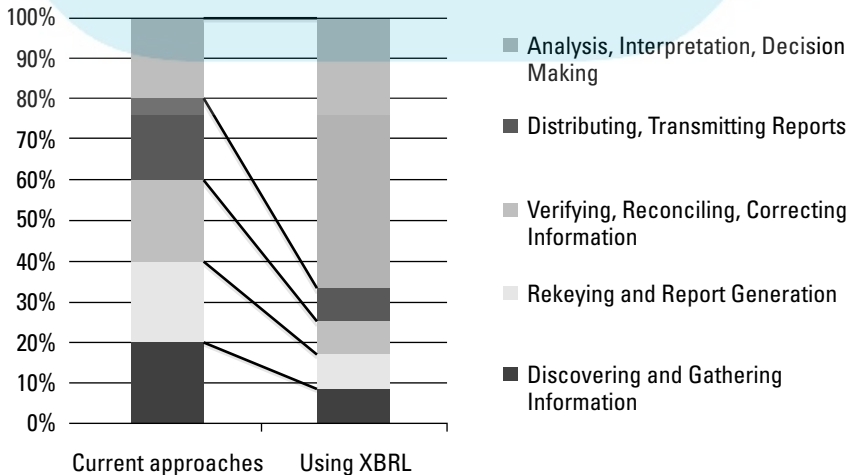 100%
90%
80%
70%
60%
50%
40%
30%
20%
10%
0%
Current approaches
Using XBRL
Analysis, Interpretation, Decision
Making
Distributing, Transmitting Reports
Verifying, Reconciling, Correcting
Information
Rekeying and Report Generation
Discovering and Gathering
Information